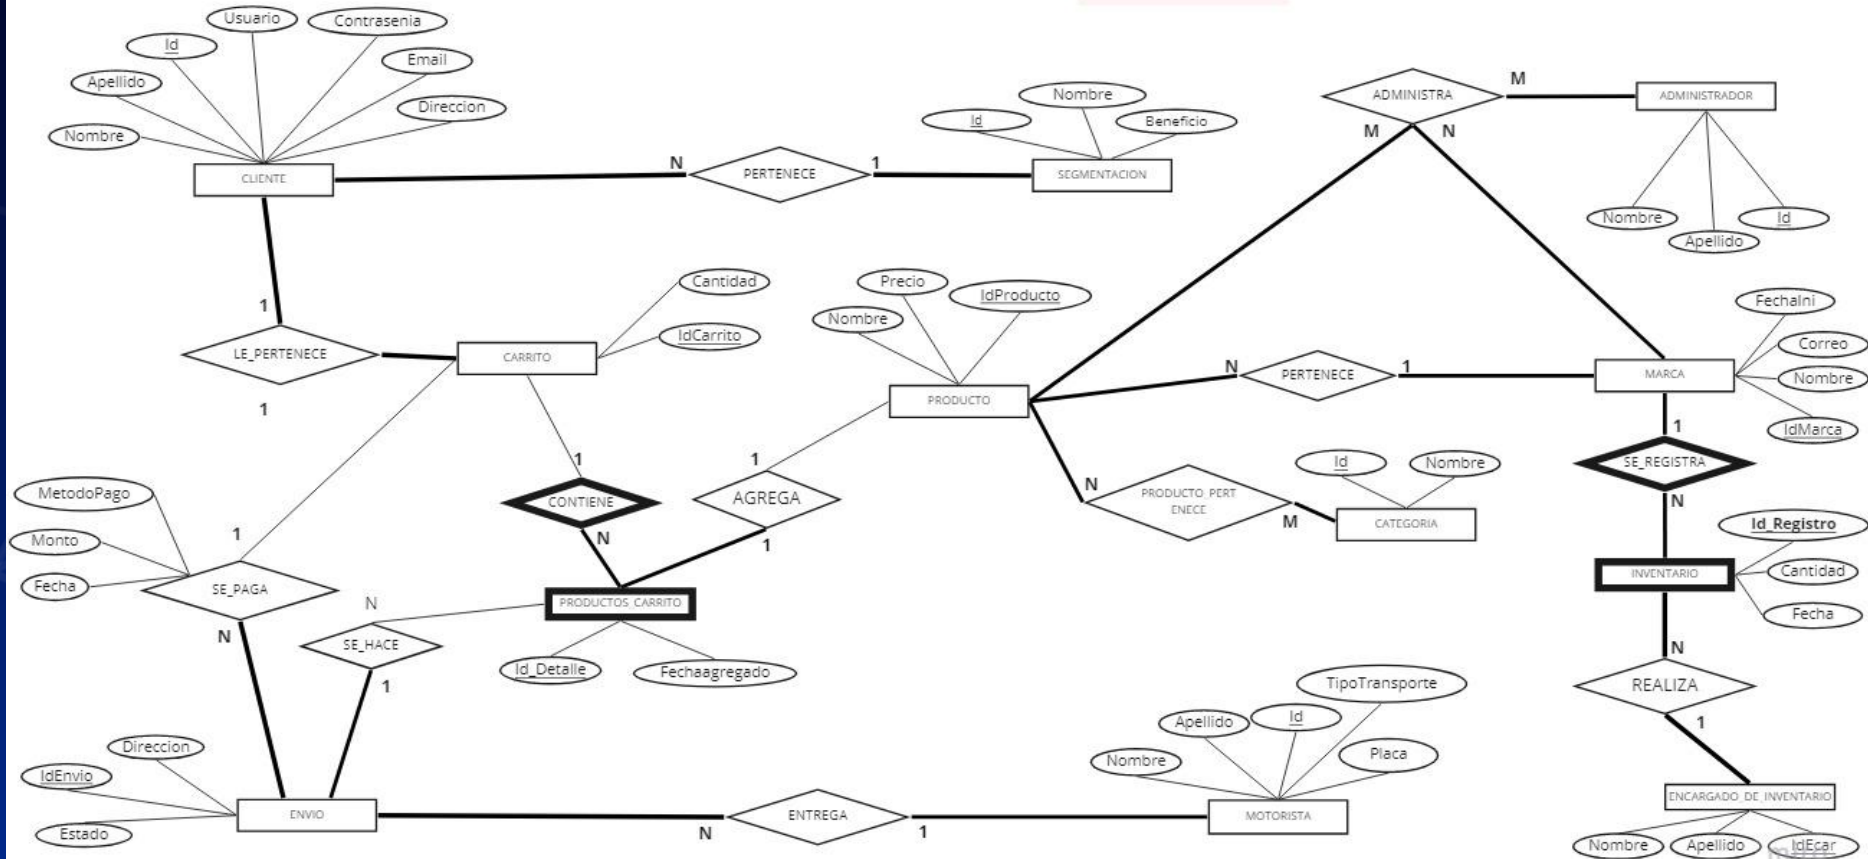 Usuario
Contrasenia
Id
Email
Apellido
Direccion
Nombre
CLIENTE
N
PERTENECE
1
Nombre
Id
Beneficio
SEGMENTACION
ADMINISTRA
M
ADMINISTRADOR
M
N
Nombre
Apellido
Id
1
LE_PERTENECE
1
CARRITO
Cantidad
IdCarrito
Precio
IdProducto
Nombre
PRODUCTO
N
PERTENECE
1
MARCA
FechaIni
Correo
Nombre
IdMarca
1
SE_REGISTRA
N
MetodoPago
Monto
Fecha
1
SE_PAGA
N
1
CONTIENE
N
1
AGREGA
1
N
PRODUCTO_PERT
ENECE
M
Id
Nombre
CATEGORIA
Id_Registro
Cantidad
Fecha
INVENTARIO
N
SE_HACE
1
PRODUCTOS_CARRITO
Id_Detalle
Fechaagregado
N
REALIZA
1
Direccion
IdEnvio
Estado
ENVIO
N
ENTREGA
1
TipoTransporte
Apellido
Id
Nombre
Placa
MOTORISTA
ENCARGADO_DE_INVENTARIO
Nombre
Apellido
IdEcar